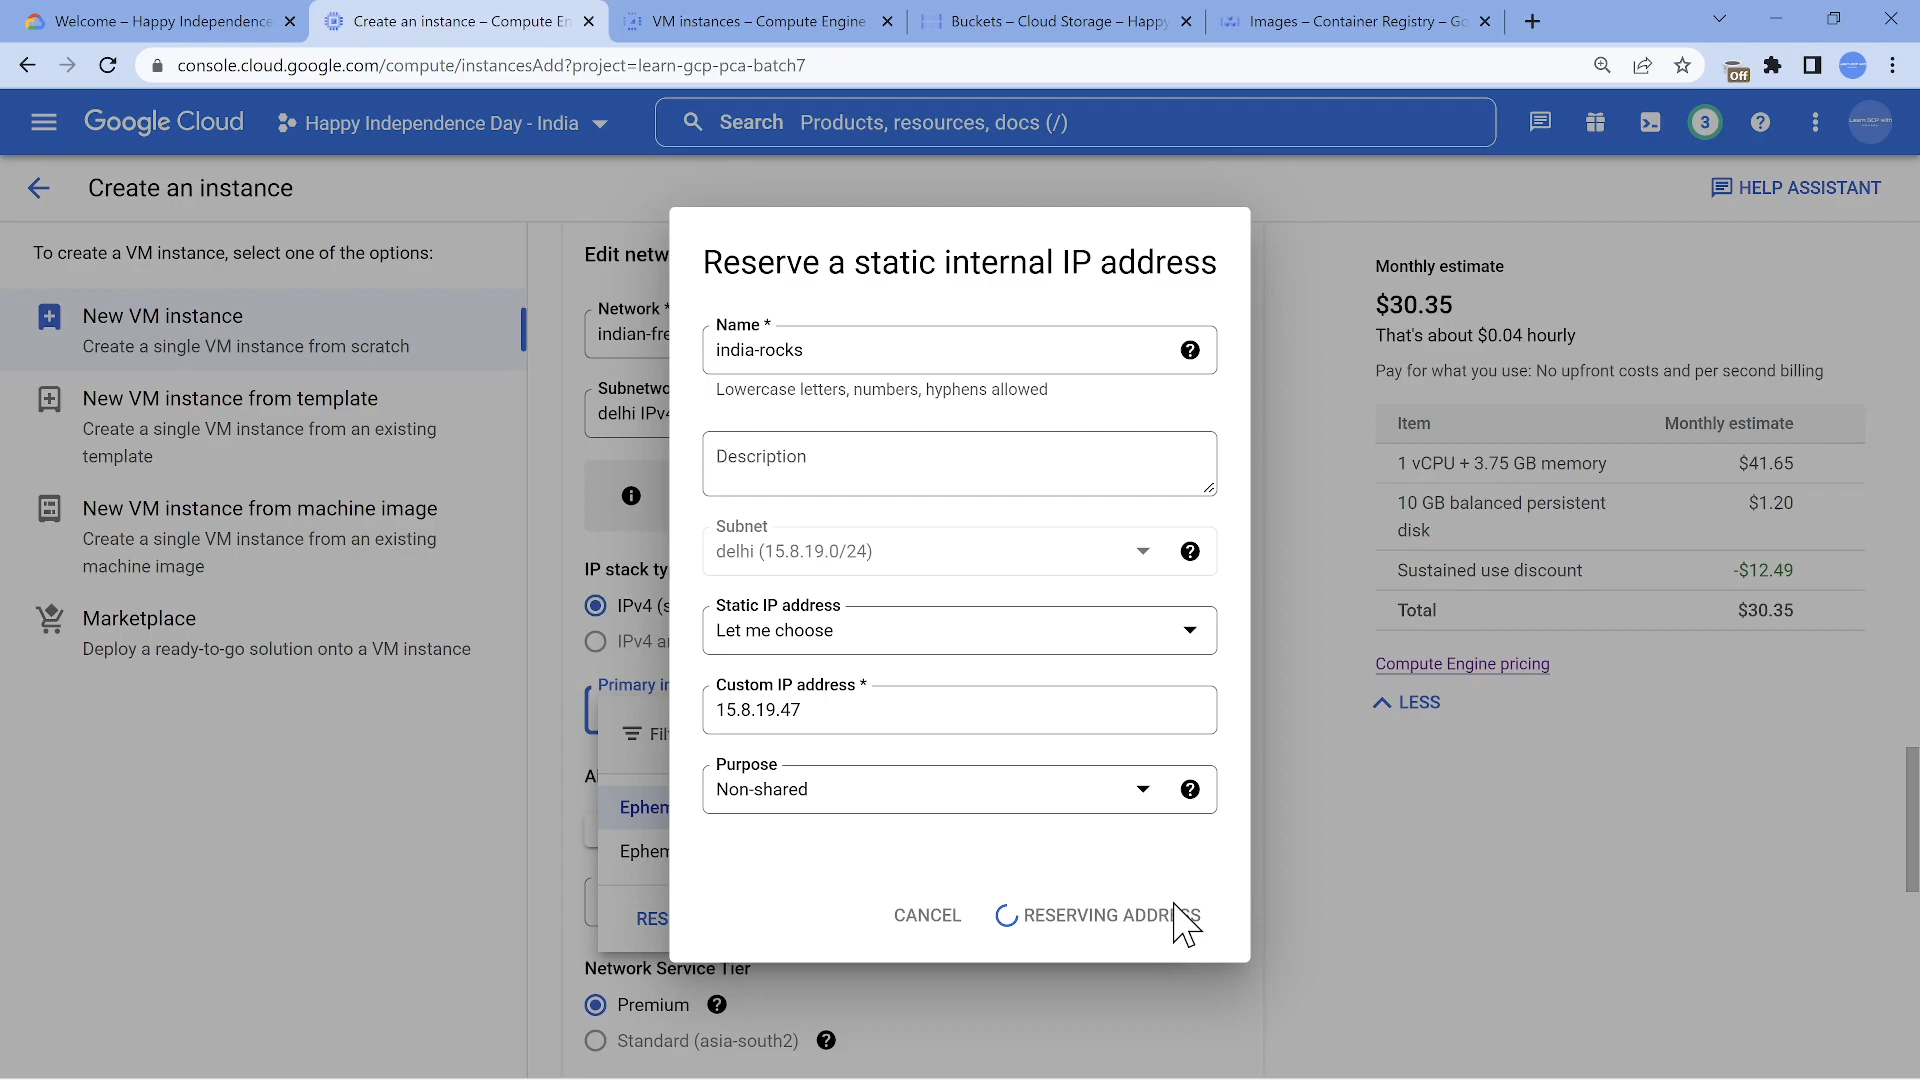 Welcome – Happy Independence
Create an instance – Compute En
VM instances – Compute Engine
Buckets – Cloud Storage – Happy
Images – Container Registry – Go
console.cloud.google.com/compute/instancesAdd?project=learn-gcp-pca-batch7
Off
Google Cloud
Happy Independence Day - India
Search Products, resources, docs (/)
3
Create an instance
HELP ASSISTANT
To create a VM instance, select one of the options:
New VM instance
Create a single VM instance from scratch
New VM instance from template
Create a single VM instance from an existing
template
New VM instance from machine image
Create a single VM instance from an existing
machine image
Marketplace
Deploy a ready-to-go solution onto a VM instance
Edit netw
Network *
indian-fre
Subnetwo
delhi IPv4
IP stack ty
IPv4 (s
IPv4 a
Primary in
Filt
Al
Ephem
Ephem
RES
Network Service Tier
Premium
Standard (asia-south2)
Reserve a static internal IP address
Name *
india-rocks
Lowercase letters, numbers, hyphens allowed
Description
Subnet
delhi (15.8.19.0/24)
Static IP address
Let me choose
Custom IP address *
15.8.19.47
Purpose
Non-shared
CANCEL
RESERVING ADDRESS
Monthly estimate
$30.35
That's about $0.04 hourly
Pay for what you use: No upfront costs and per second billing
Item Monthly estimate
1 vCPU + 3.75 GB memory $41.65
10 GB balanced persistent
disk $1.20
Sustained use discount -$12.49
Total $30.35
Compute Engine pricing
LESS